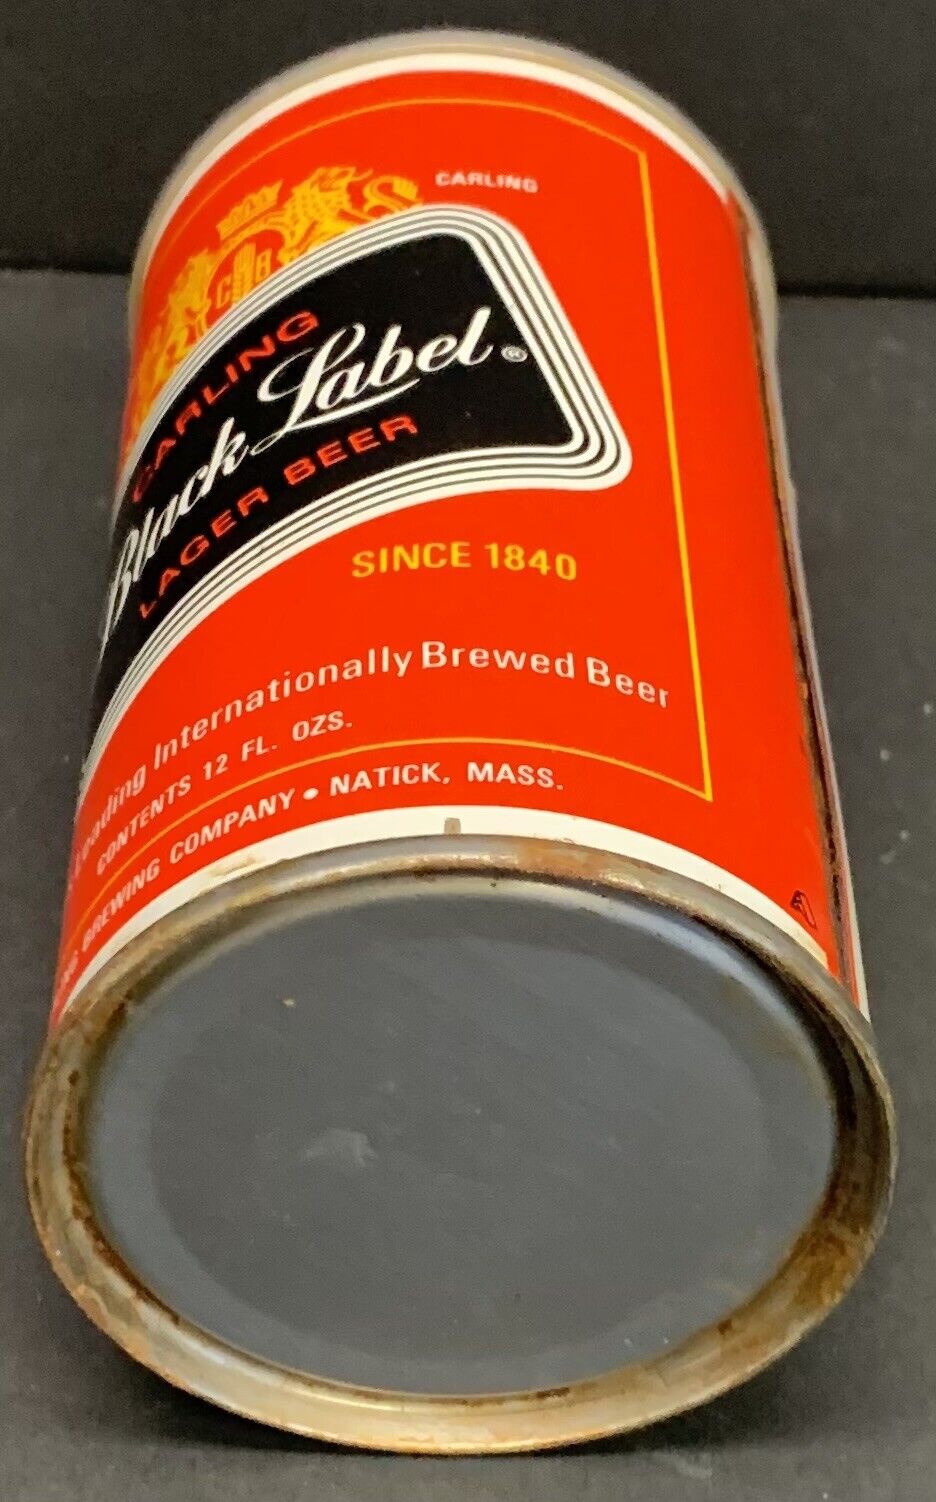 CARLING
C B
CARLING
Black Label®
LAGER BEER
SINCE 1840
Leading Internationally Brewed Beer
CONTENTS 12 FL. OZS.
BREWING COMPANY • NATICK, MASS.